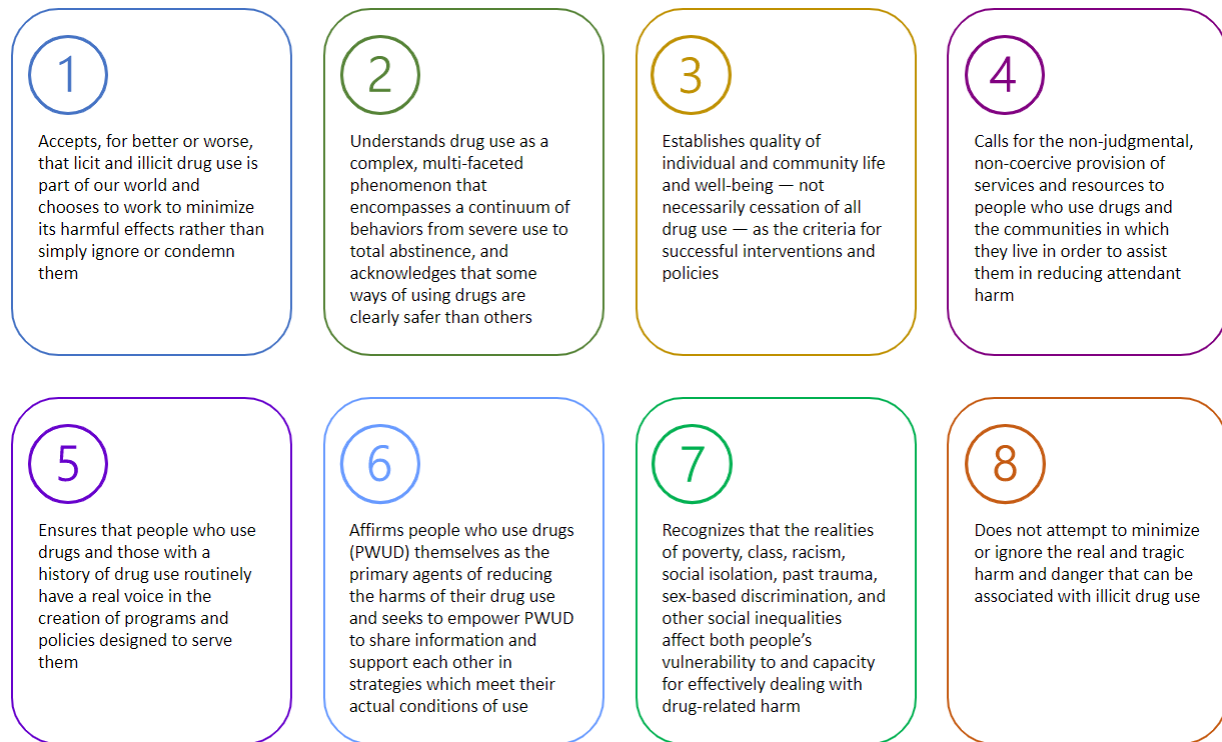 1
Accepts, for better or worse,
that licit and illicit drug use is
part of our world and
chooses to work to minimize
its harmful effects rather than
simply ignore or condemn
them
2
Understands drug use as a
complex, multi-faceted
phenomenon that
encompasses a continuum of
behaviors from severe use to
total abstinence, and
acknowledges that some
ways of using drugs are
clearly safer than others
3
Establishes quality of
individual and community life
and well-being — not
necessarily cessation of all
drug use — as the criteria for
successful interventions and
policies
4
Calls for the non-judgmental,
non-coercive provision of
services and resources to
people who use drugs and
the communities in which
they live in order to assist
them in reducing attendant
harm
5
Ensures that people who use
drugs and those with a
history of drug use routinely
have a real voice in the
creation of programs and
policies designed to serve
them
6
Affirms people who use drugs
(PWUD) themselves as the
primary agents of reducing
the harms of their drug use
and seeks to empower PWUD
to share information and
support each other in
strategies which meet their
actual conditions of use
7
Recognizes that the realities
of poverty, class, racism,
social isolation, past trauma,
sex-based discrimination, and
other social inequalities
affect both people’s
vulnerability to and capacity
for effectively dealing with
drug-related harm
8
Does not attempt to minimize
or ignore the real and tragic
harm and danger that can be
associated with illicit drug use